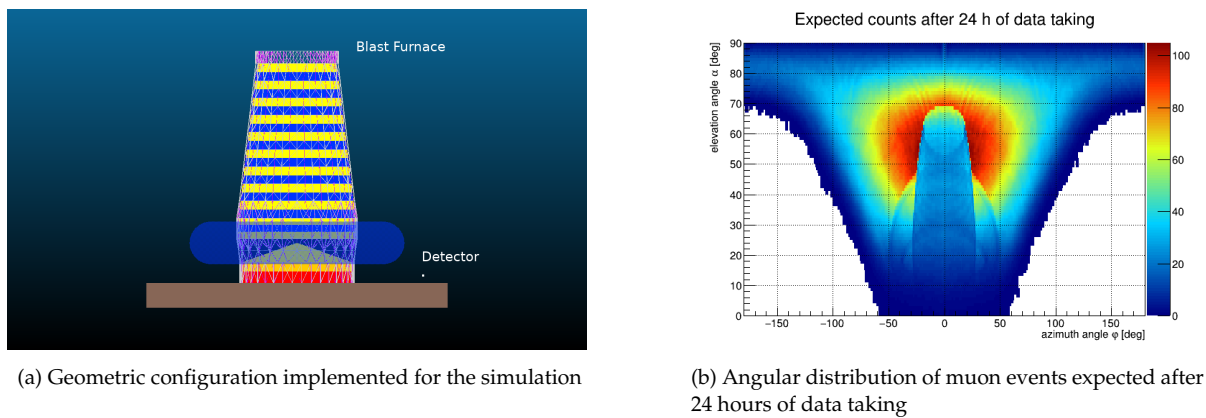 Blast Furnace
Detector
(a) Geometric configuration implemented for the simulation
Expected counts after 24 h of data taking
elevation angle α [deg]
90
80
70
60
50
40
30
20
10
0
−150
−100
−50
0
50
100
150
azimuth angle φ [deg]
100
80
60
40
20
0
(b) Angular distribution of muon events expected after
24 hours of data taking